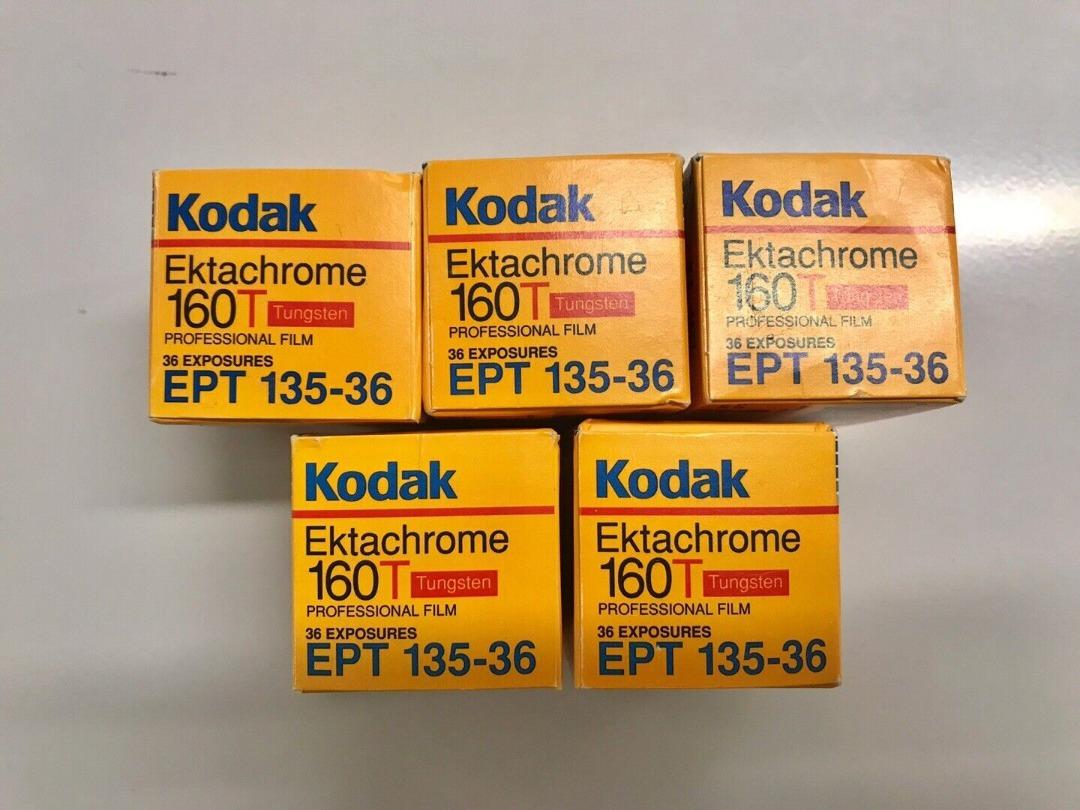 Kodak
Ektachrome
160T Tungsten
PROFESSIONAL FILM
36 EXPOSURES
EPT 135-36
Kodak
Ektachrome
160T Tungsten
PROFESSIONAL FILM
36 EXPOSURES
EPT 135-36
Kodak
Ektachrome
160T Tungsten
PROFESSIONAL FILM
36 EXPOSURES
EPT 135-36
Kodak
Ektachrome
160T Tungsten
PROFESSIONAL FILM
36 EXPOSURES
EPT 135-36
Kodak
Ektachrome
160T Tungsten
PROFESSIONAL FILM
36 EXPOSURES
EPT 135-36